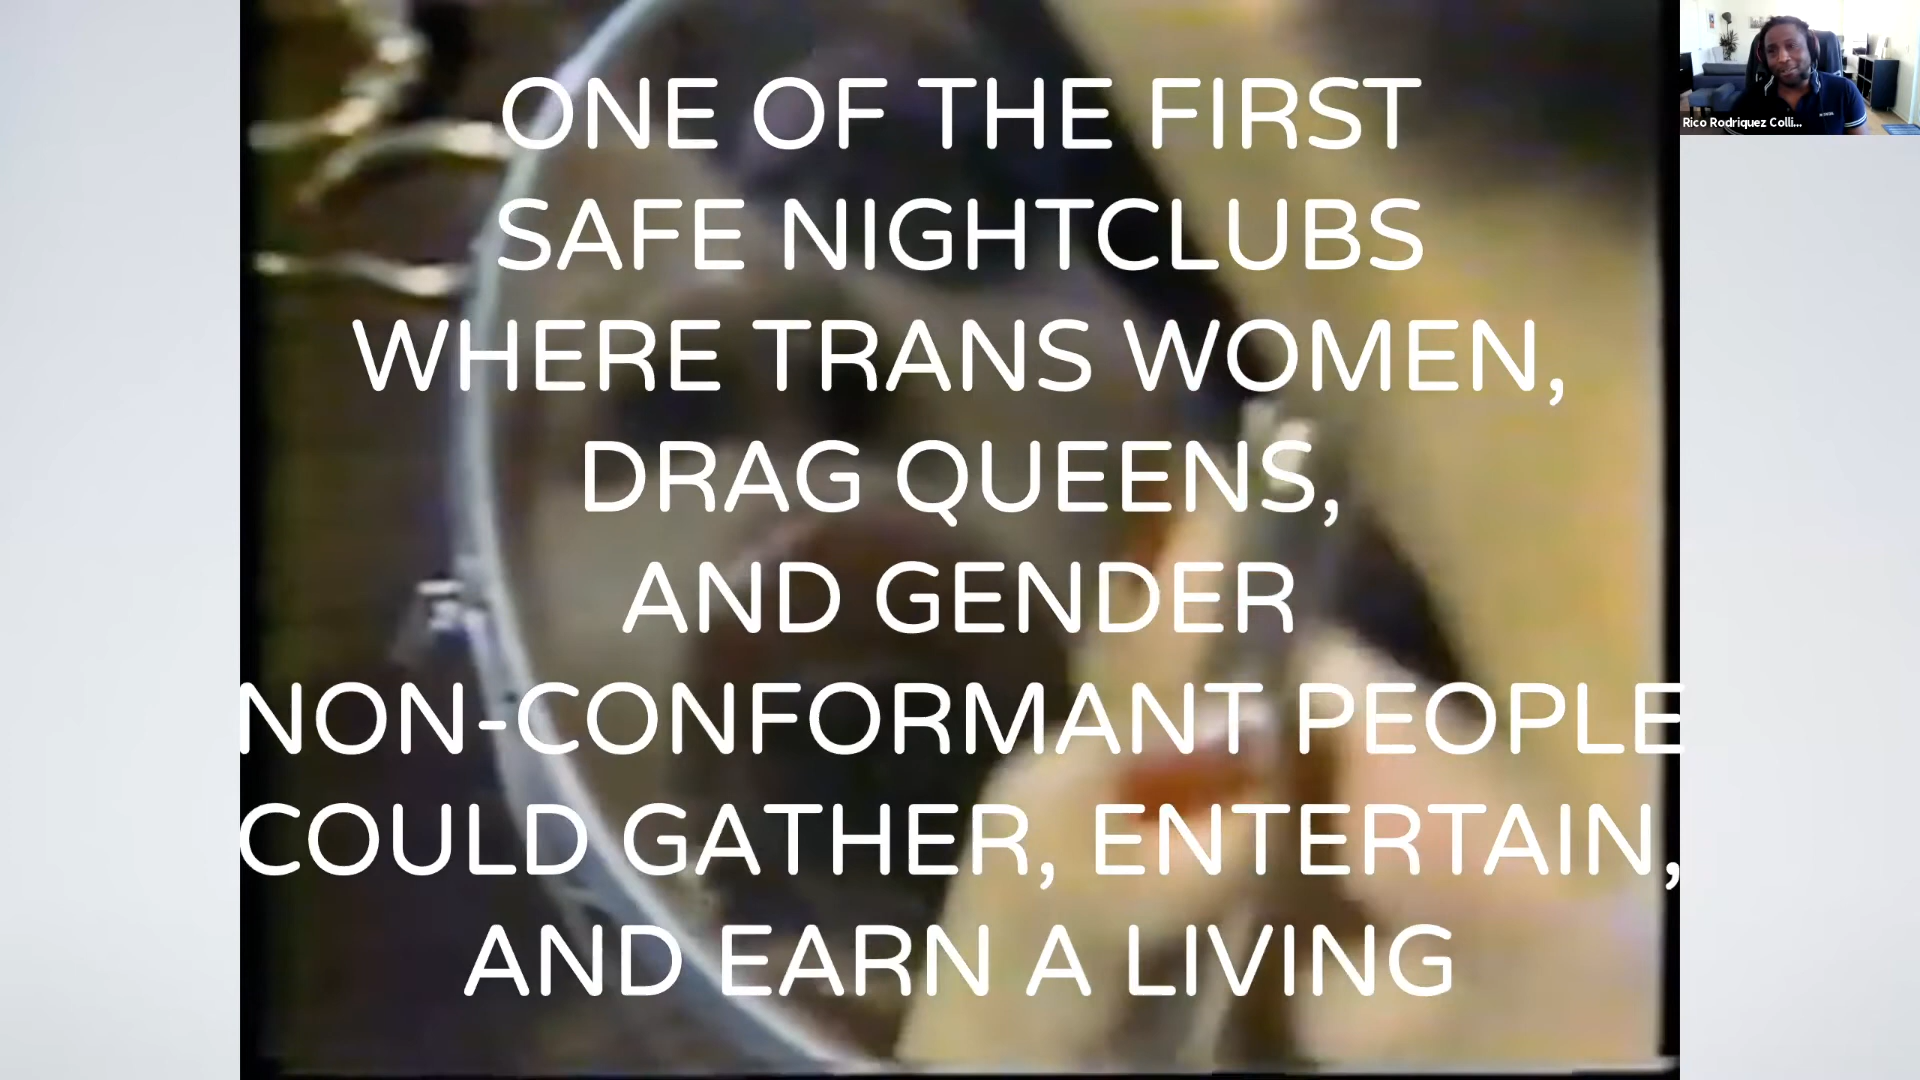 ONE OF THE FIRST
SAFE NIGHTCLUBS
WHERE TRANS WOMEN,
DRAG QUEENS,
AND GENDER
NON-CONFORMANT PEOPLE
COULD GATHER, ENTERTAIN,
AND EARN A LIVING
Rico Rodriquez Colli...